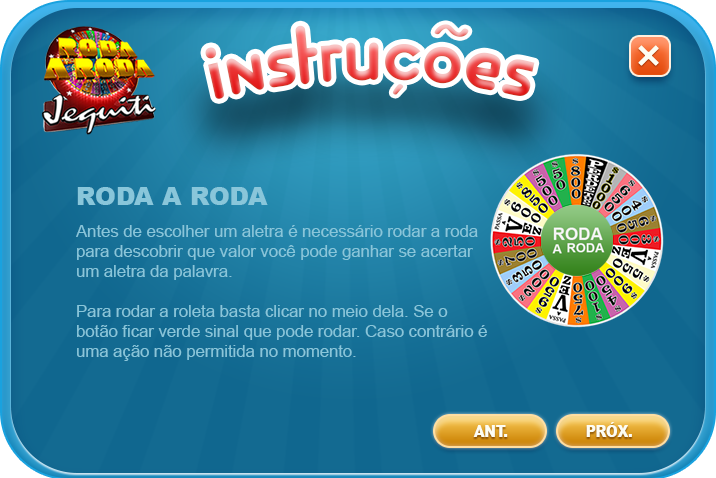 RODA
A RODA
Jequiti
instruções
RODA A RODA
Antes de escolher um aletra é necessário rodar a roda
para descobrir que valor você pode ganhar se acertar
um aletra da palavra.
Para rodar a roleta basta clicar no meio dela. Se o
botão ficar verde sinal que pode rodar. Caso contrário é
uma ação não permitida no momento.
RODA
A RODA
ANT.
PRÓX.